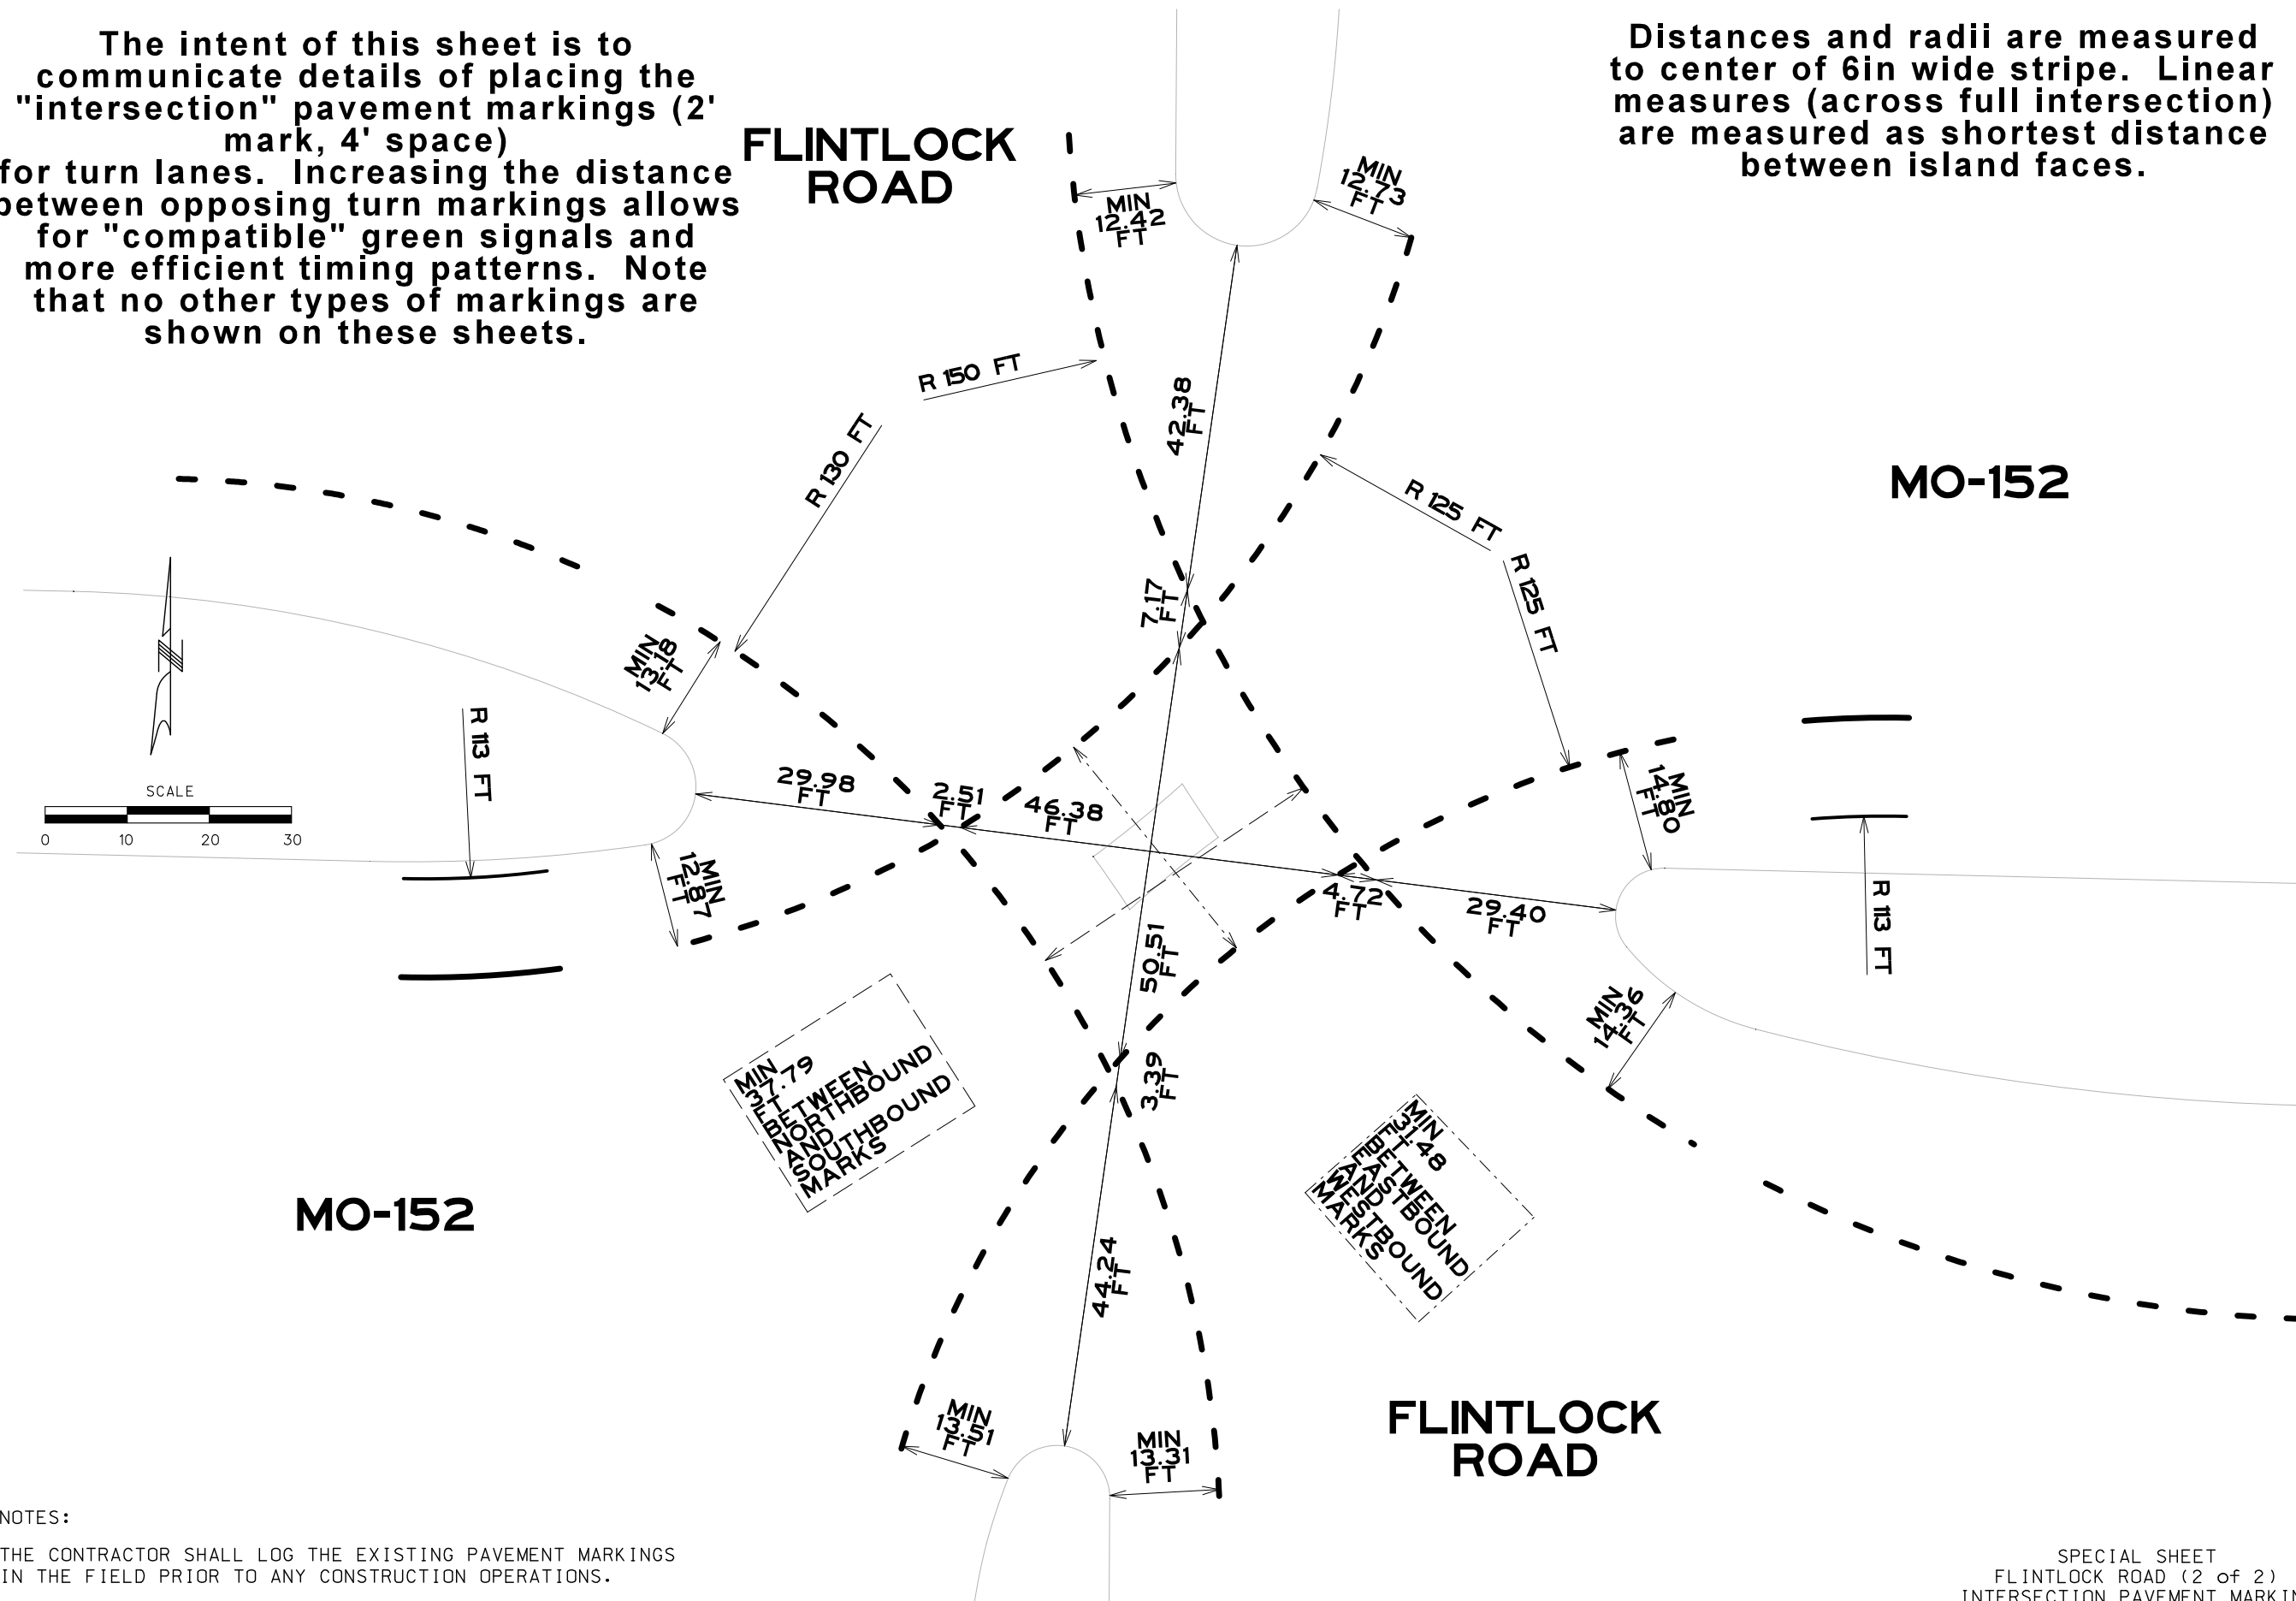 The intent of this sheet is to
communicate details of placing the
"intersection" pavement markings (2'
mark, 4' space)
for turn lanes. Increasing the distance
between opposing turn markings allows
for "compatible" green signals and
more efficient timing patterns. Note
that no other types of markings are
shown on these sheets.
Distances and radii are measured
to center of 6in wide stripe. Linear
measures (across full intersection)
are measured as shortest distance
between island faces.
FLINTLOCK
ROAD
MIN
12.42
FT
MIN
12.73
FT
R 150 FT
R 130 FT
42.38
FT
R 125 FT
R 125 FT
MO-152
7.17
FT
MIN
13.18
FT
R 113 FT
SCALE
0 10 20 30
29.98
FT
2.51
FT
46.38
FT
MIN
14.80
FT
MIN
12.87
FT
4.72
FT
29.40
FT
R 113 FT
50.51
FT
MIN
14.36
FT
3.39
FT
MIN
37.79
FT
BETWEEN
NORTHBOUND
AND
SOUTHBOUND
MARKS
MIN
31.48
FT
BETWEEN
EASTBOUND
AND
WESTBOUND
MARKS
MO-152
44.24
FT
MIN
13.51
FT
MIN
13.31
FT
FLINTLOCK
ROAD
NOTES:
THE CONTRACTOR SHALL LOG THE EXISTING PAVEMENT MARKINGS
IN THE FIELD PRIOR TO ANY CONSTRUCTION OPERATIONS.
SPECIAL SHEET
FLINTLOCK ROAD (2 of 2)
INTERSECTION PAVEMENT MARKIN